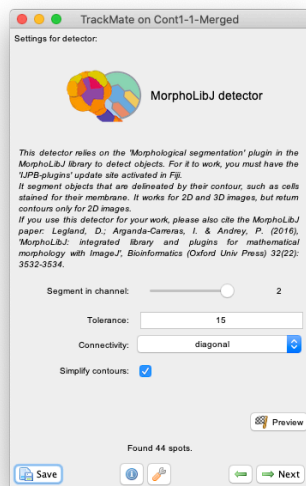 TrackMate on Cont1-1-Merged
Settings for detector:
MorphoLibJ detector
This detector relies on the 'Morphological segmentation' plugin in the
MorphoLibJ library to detect objects. For it to work, you must have the
'IJPB-plugins' update site activated in Fiji.
It segment objects that are delineated by their contour, such as cells
stained for their membrane. It works for 2D and 3D images, but return
contours only for 2D images.
If you use this detector for your work, please also cite the MorphoLibJ
paper: Legland, D.; Arganda-Carreras, I. & Andrey, P. (2016),
'MorphoLibJ: integrated library and plugins for mathematical
morphology with ImageJ', Bioinformatics (Oxford Univ Press) 32(22):
3532-3534.
Segment in channel: 2
Tolerance: 15
Connectivity: diagonal
Simplify contours:
Preview
Found 44 spots.
Save Next